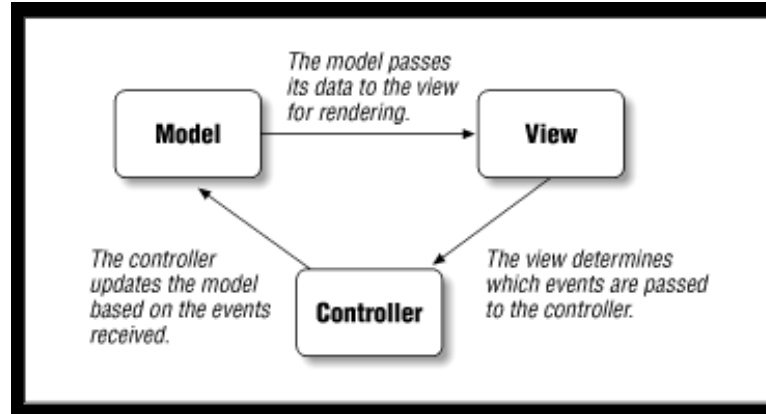 The model passes
its data to the view
for rendering.
Model
View
The controller
updates the model
based on the events
received.
The view determines
which events are passed
to the controller.
Controller